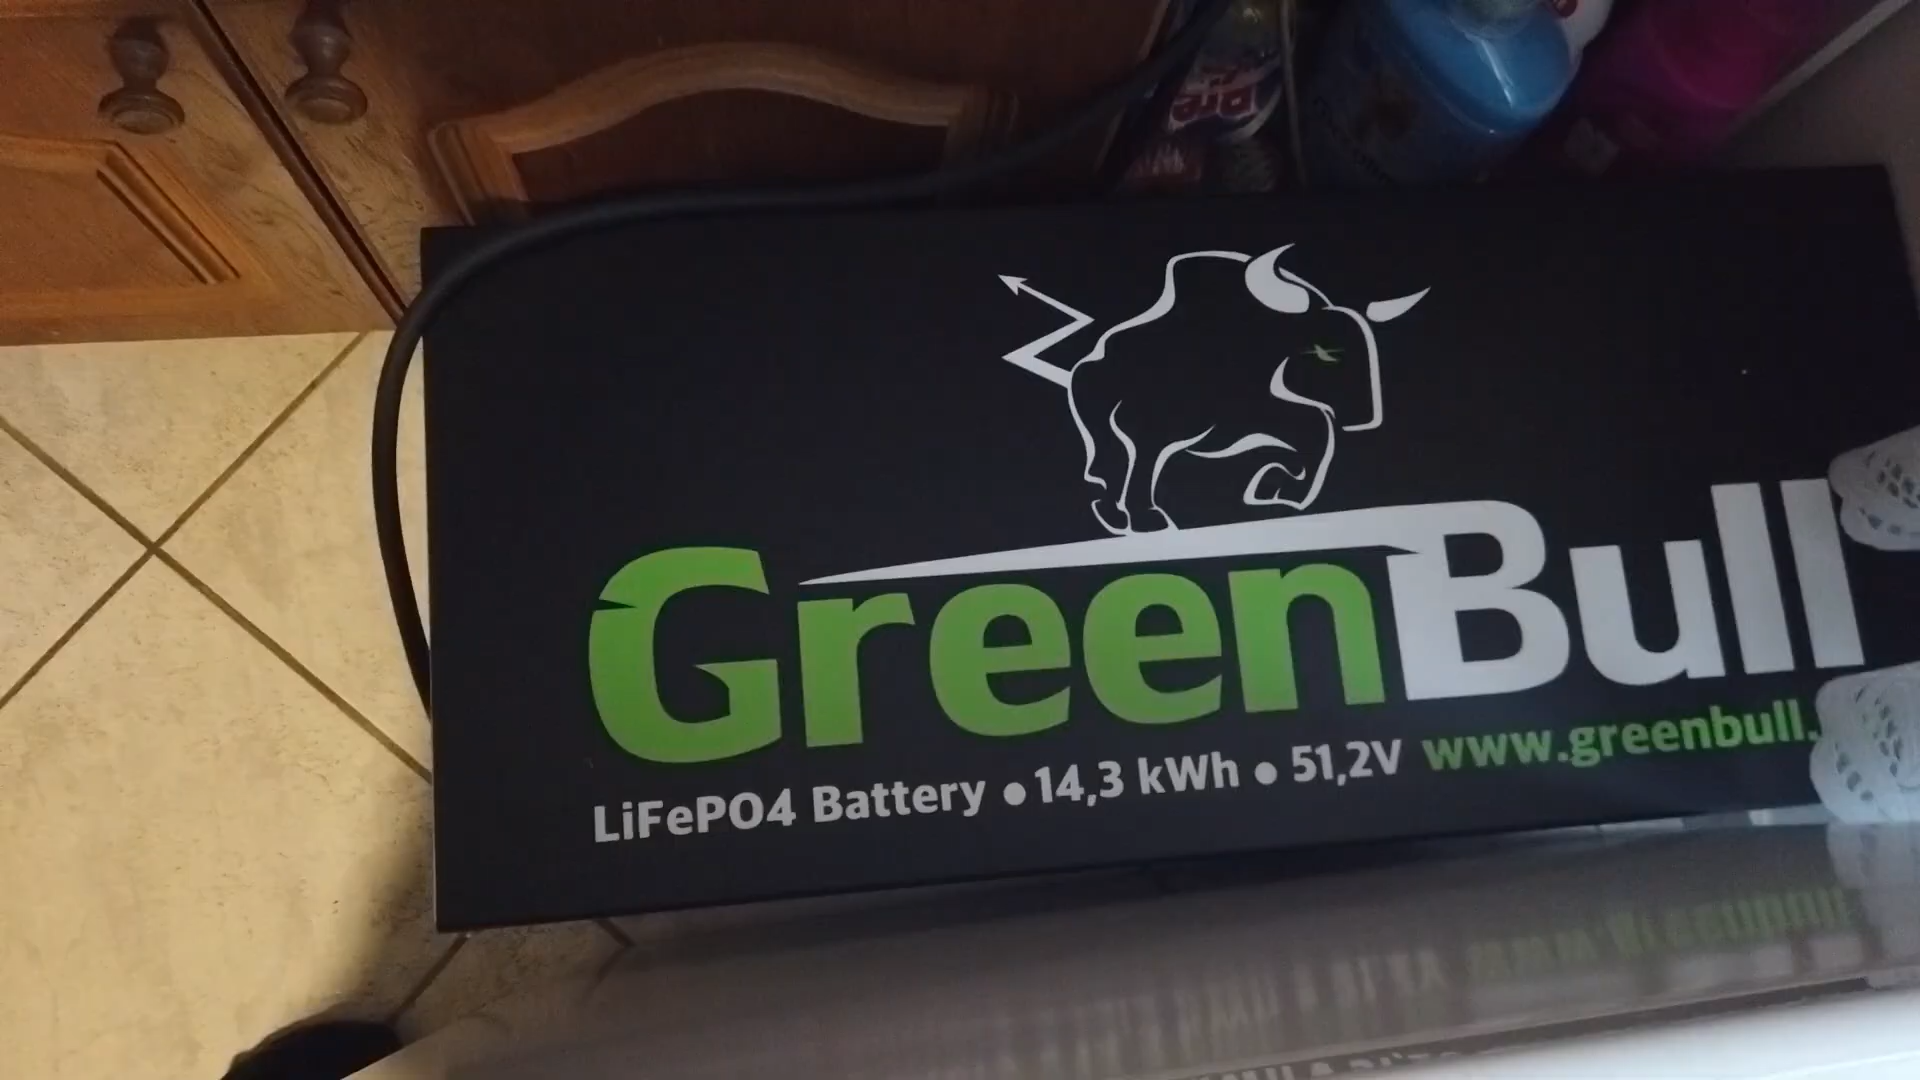 GreenBull
LiFePO4 Battery • 14,3 kWh • 51,2V www.greenbull.